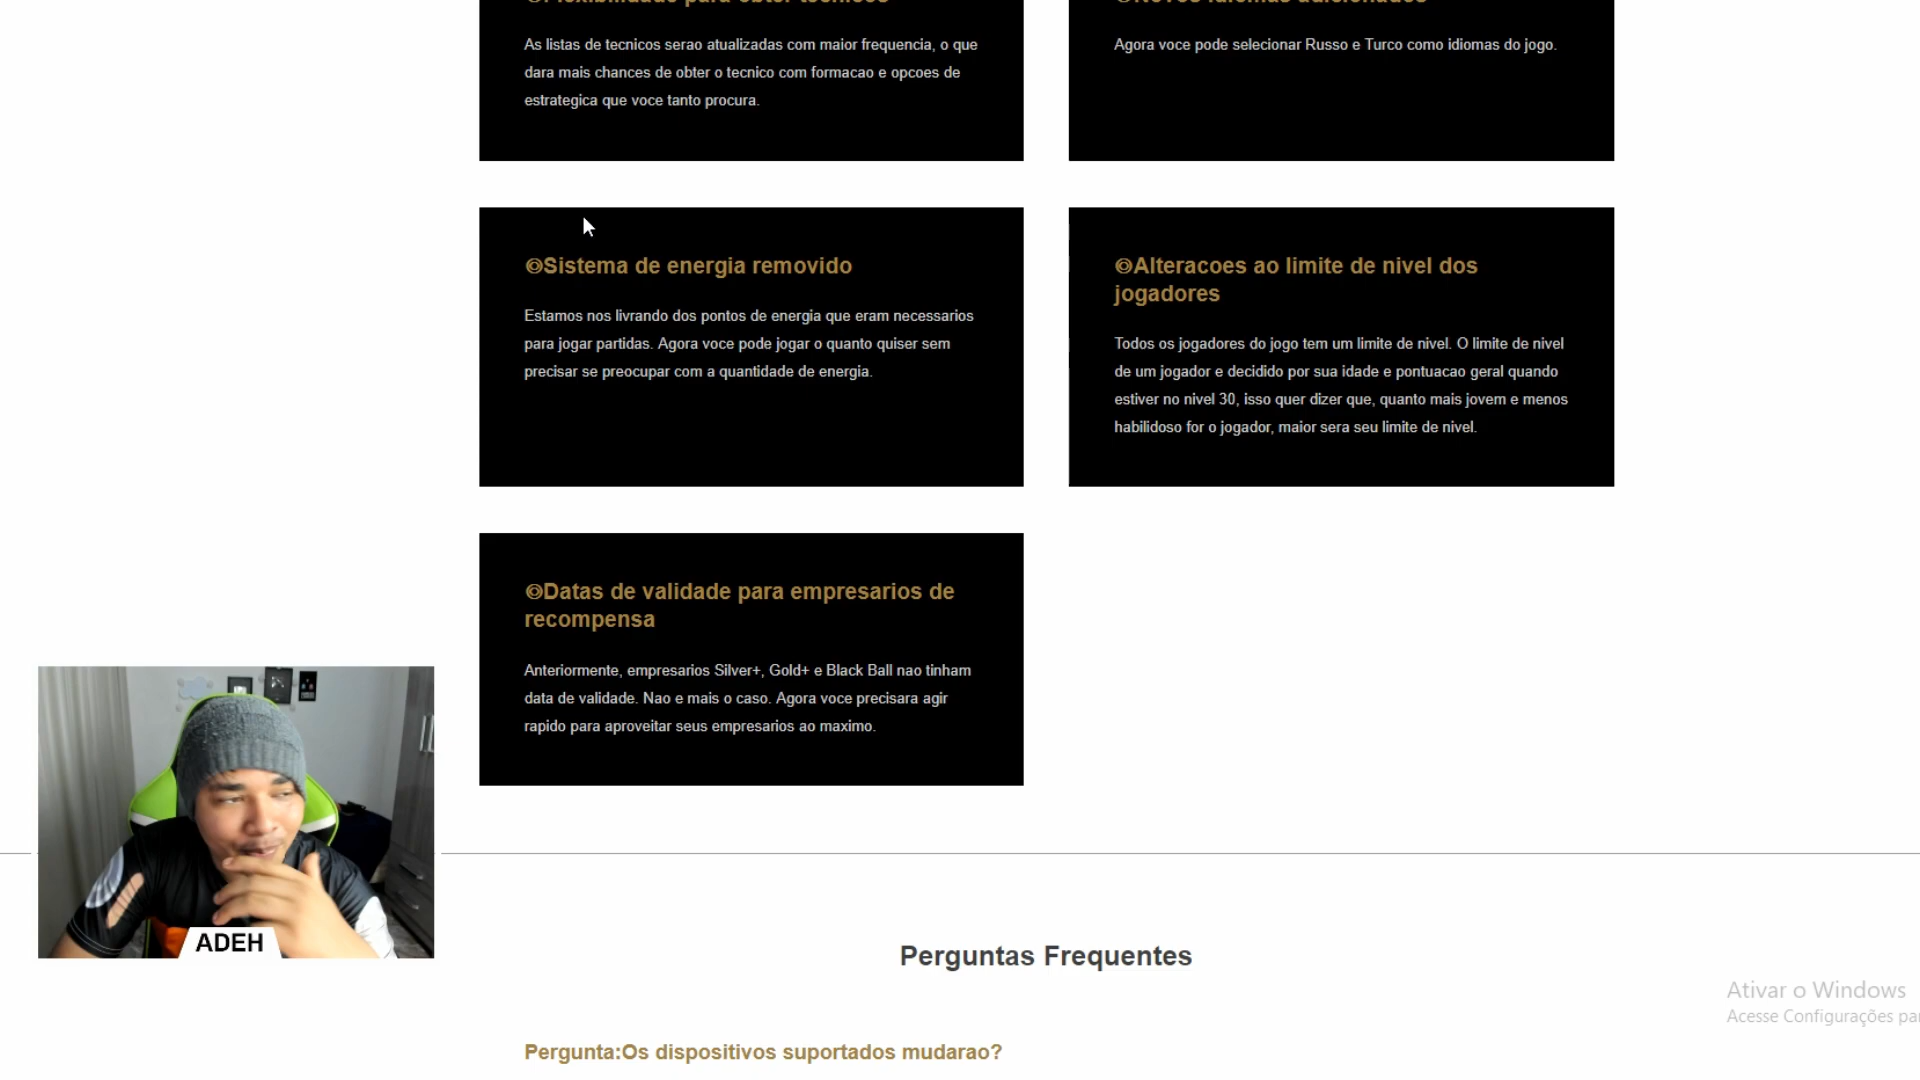 Flexibilidade para obter tecnicos
As listas de tecnicos serao atualizadas com maior frequencia, o que
dara mais chances de obter o tecnico com formacao e opcoes de
estrategica que voce tanto procura.
Novos idiomas adicionados
Agora voce pode selecionar Russo e Turco como idiomas do jogo.
◎Sistema de energia removido
Estamos nos livrando dos pontos de energia que eram necessarios
para jogar partidas. Agora voce pode jogar o quanto quiser sem
precisar se preocupar com a quantidade de energia.
◎Alteracoes ao limite de nivel dos
jogadores
Todos os jogadores do jogo tem um limite de nivel. O limite de nivel
de um jogador e decidido por sua idade e pontuacao geral quando
estiver no nivel 30, isso quer dizer que, quanto mais jovem e menos
habilidoso for o jogador, maior sera seu limite de nivel.
◎Datas de validade para empresarios de
recompensa
Anteriormente, empresarios Silver+, Gold+ e Black Ball nao tinham
data de validade. Nao e mais o caso. Agora voce precisara agir
rapido para aproveitar seus empresarios ao maximo.
ADEH
Perguntas Frequentes
Pergunta:Os dispositivos suportados mudarao?
Ativar o Windows
Acesse Configurações pa